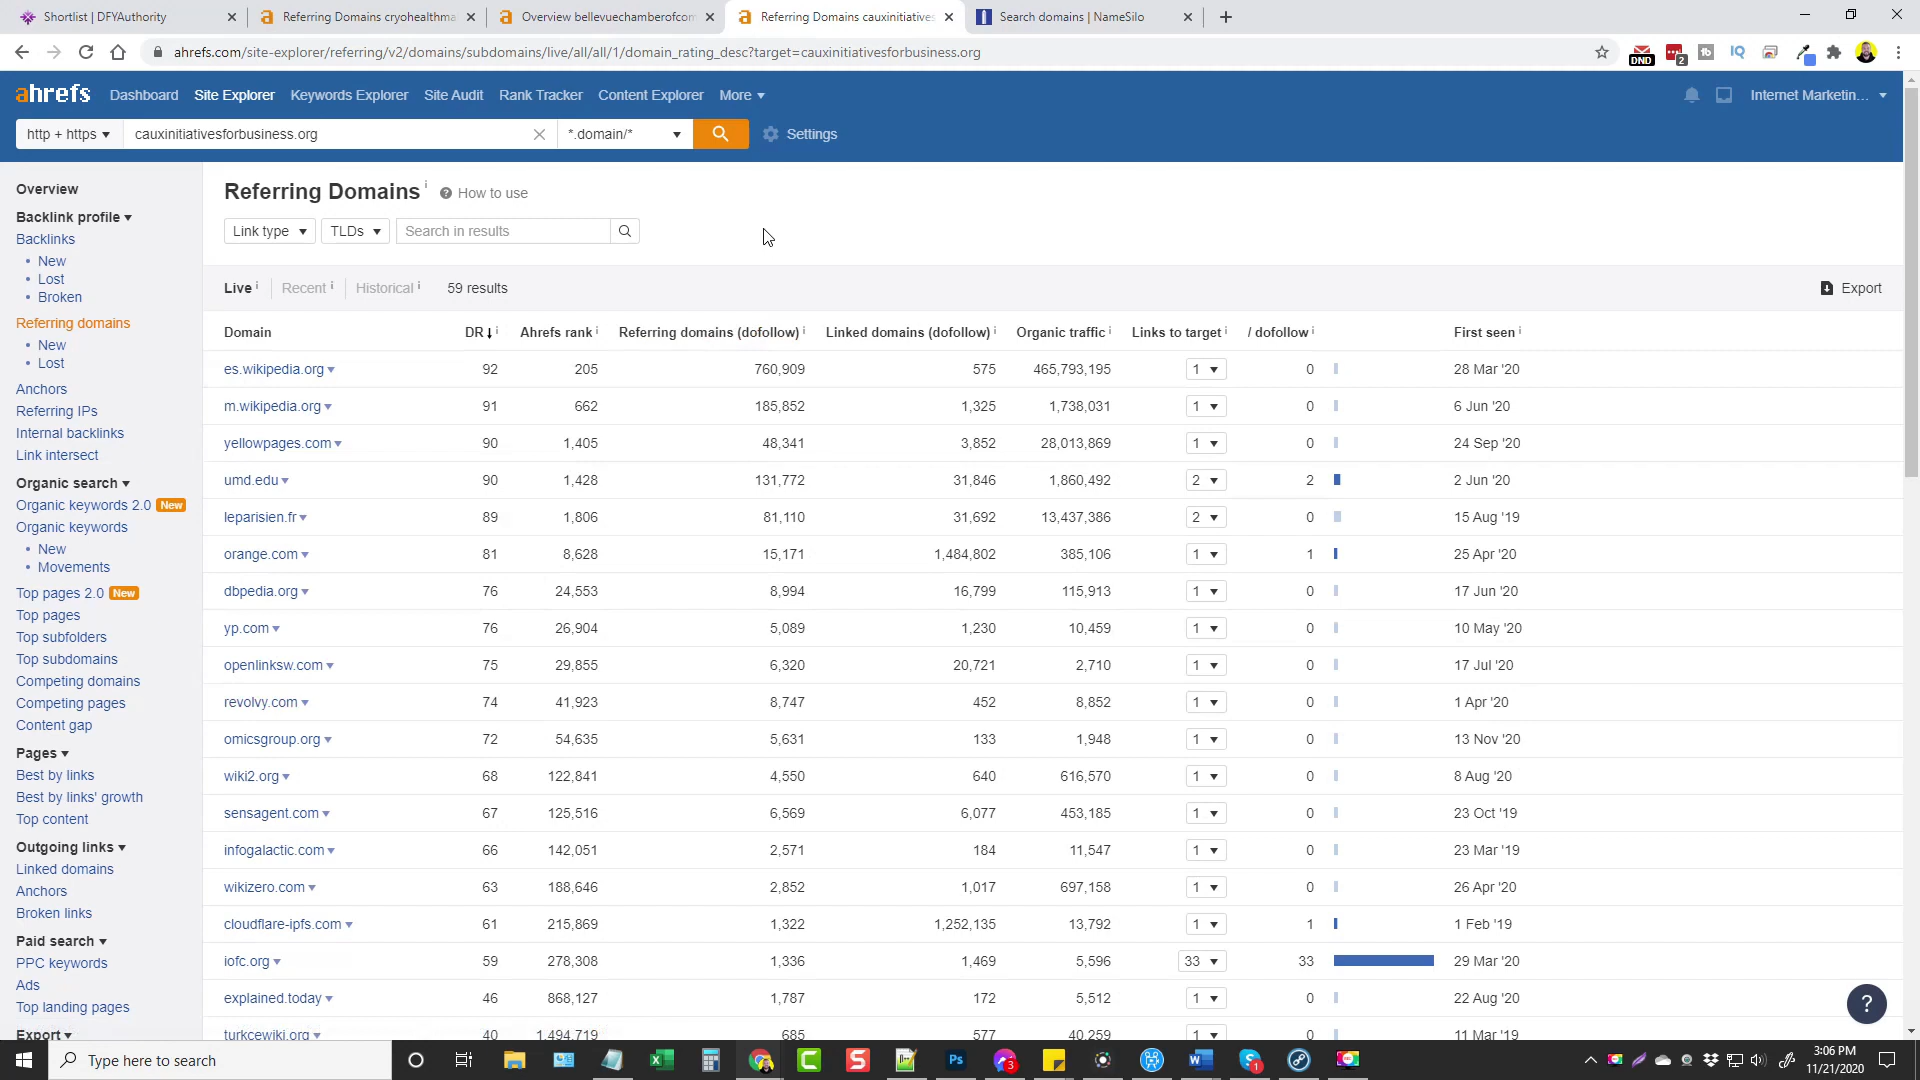 Shortlist | DFYAuthority
Referring Domains cryohealthma
Overview bellevuechamberofcom
Referring Domains cauxinitiatives
Search domains | NameSilo
ahrefs.com/site-explorer/referring/v2/domains/subdomains/live/all/all/1/domain_rating_desc?target=cauxinitiativesforbusiness.org
DND
2
ahrefs Dashboard Site Explorer Keywords Explorer Site Audit Rank Tracker Content Explorer More Internet Marketin...
http + https cauxinitiativesforbusiness.org *.domain/* Settings
Overview
Backlink profile
Backlinks
New
Lost
Broken
Referring domains
New
Lost
Anchors
Referring IPs
Internal backlinks
Link intersect
Organic search
Organic keywords 2.0 New
Organic keywords
New
Movements
Top pages 2.0 New
Top pages
Top subfolders
Top subdomains
Competing domains
Competing pages
Content gap
Pages
Best by links
Best by links' growth
Top content
Outgoing links
Linked domains
Anchors
Broken links
Paid search
PPC keywords
Ads
Top landing pages
Export
Referring Domains i ? How to use
Link type TLDs Search in results
Live i Recent i Historical i 59 results Export
Domain DR i Ahrefs rank i Referring domains (dofollow) i Linked domains (dofollow) i Organic traffic i Links to target i / dofollow i First seen i
es.wikipedia.org 92 205 760,909 575 465,793,195 1 0 28 Mar '20
m.wikipedia.org 91 662 185,852 1,325 1,738,031 1 0 6 Jun '20
yellowpages.com 90 1,405 48,341 3,852 28,013,869 1 0 24 Sep '20
umd.edu 90 1,428 131,772 31,846 1,860,492 2 2 2 Jun '20
leparisien.fr 89 1,806 81,110 31,692 13,437,386 2 0 15 Aug '19
orange.com 81 8,628 15,171 1,484,802 385,106 1 1 25 Apr '20
dbpedia.org 76 24,553 8,994 16,799 115,913 1 0 17 Jun '20
yp.com 76 26,904 5,089 1,230 10,459 1 0 10 May '20
openlinksw.com 75 29,855 6,320 20,721 2,710 1 0 17 Jul '20
revolvy.com 74 41,923 8,747 452 8,852 1 0 1 Apr '20
omicsgroup.org 72 54,635 5,631 133 1,948 1 0 13 Nov '20
wiki2.org 68 122,841 4,550 640 616,570 1 0 8 Aug '20
sensagent.com 67 125,516 6,569 6,077 453,185 1 0 23 Oct '19
infogalactic.com 66 142,051 2,571 184 11,547 1 0 23 Mar '19
wikizero.com 63 188,646 2,852 1,017 697,158 1 0 26 Apr '20
cloudflare-ipfs.com 61 215,869 1,322 1,252,135 13,792 1 1 1 Feb '19
iofc.org 59 278,308 1,336 1,469 5,596 33 33 29 Mar '20
explained.today 46 868,127 1,787 172 5,512 1 0 22 Aug '20
turkcewiki.org 40 1,494,719 685 577 40,259 1 0 11 Mar '19
?
Type here to search
3:06 PM
11/21/2020